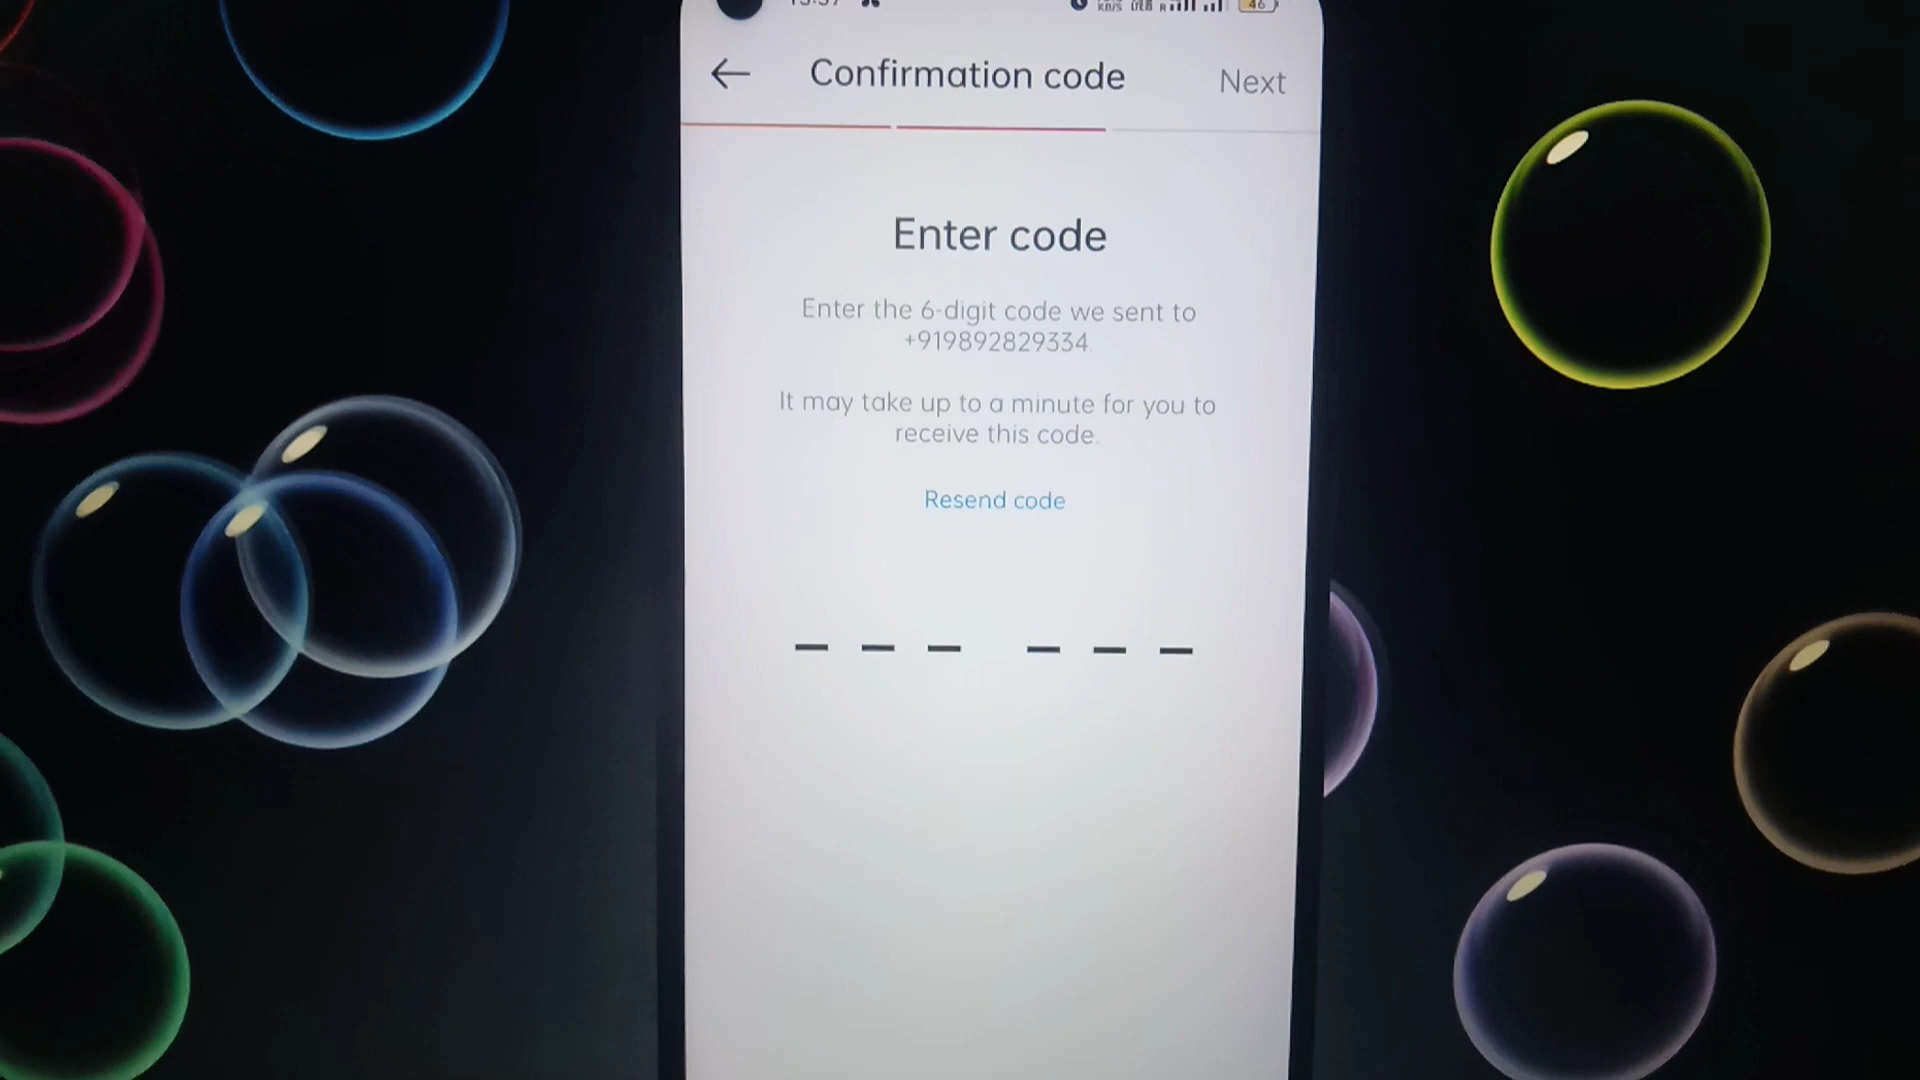 Confirmation code
Next
Enter code
Enter the 6-digit code we sent to
+919892829334.
It may take up to a minute for you to
receive this code.
Resend code